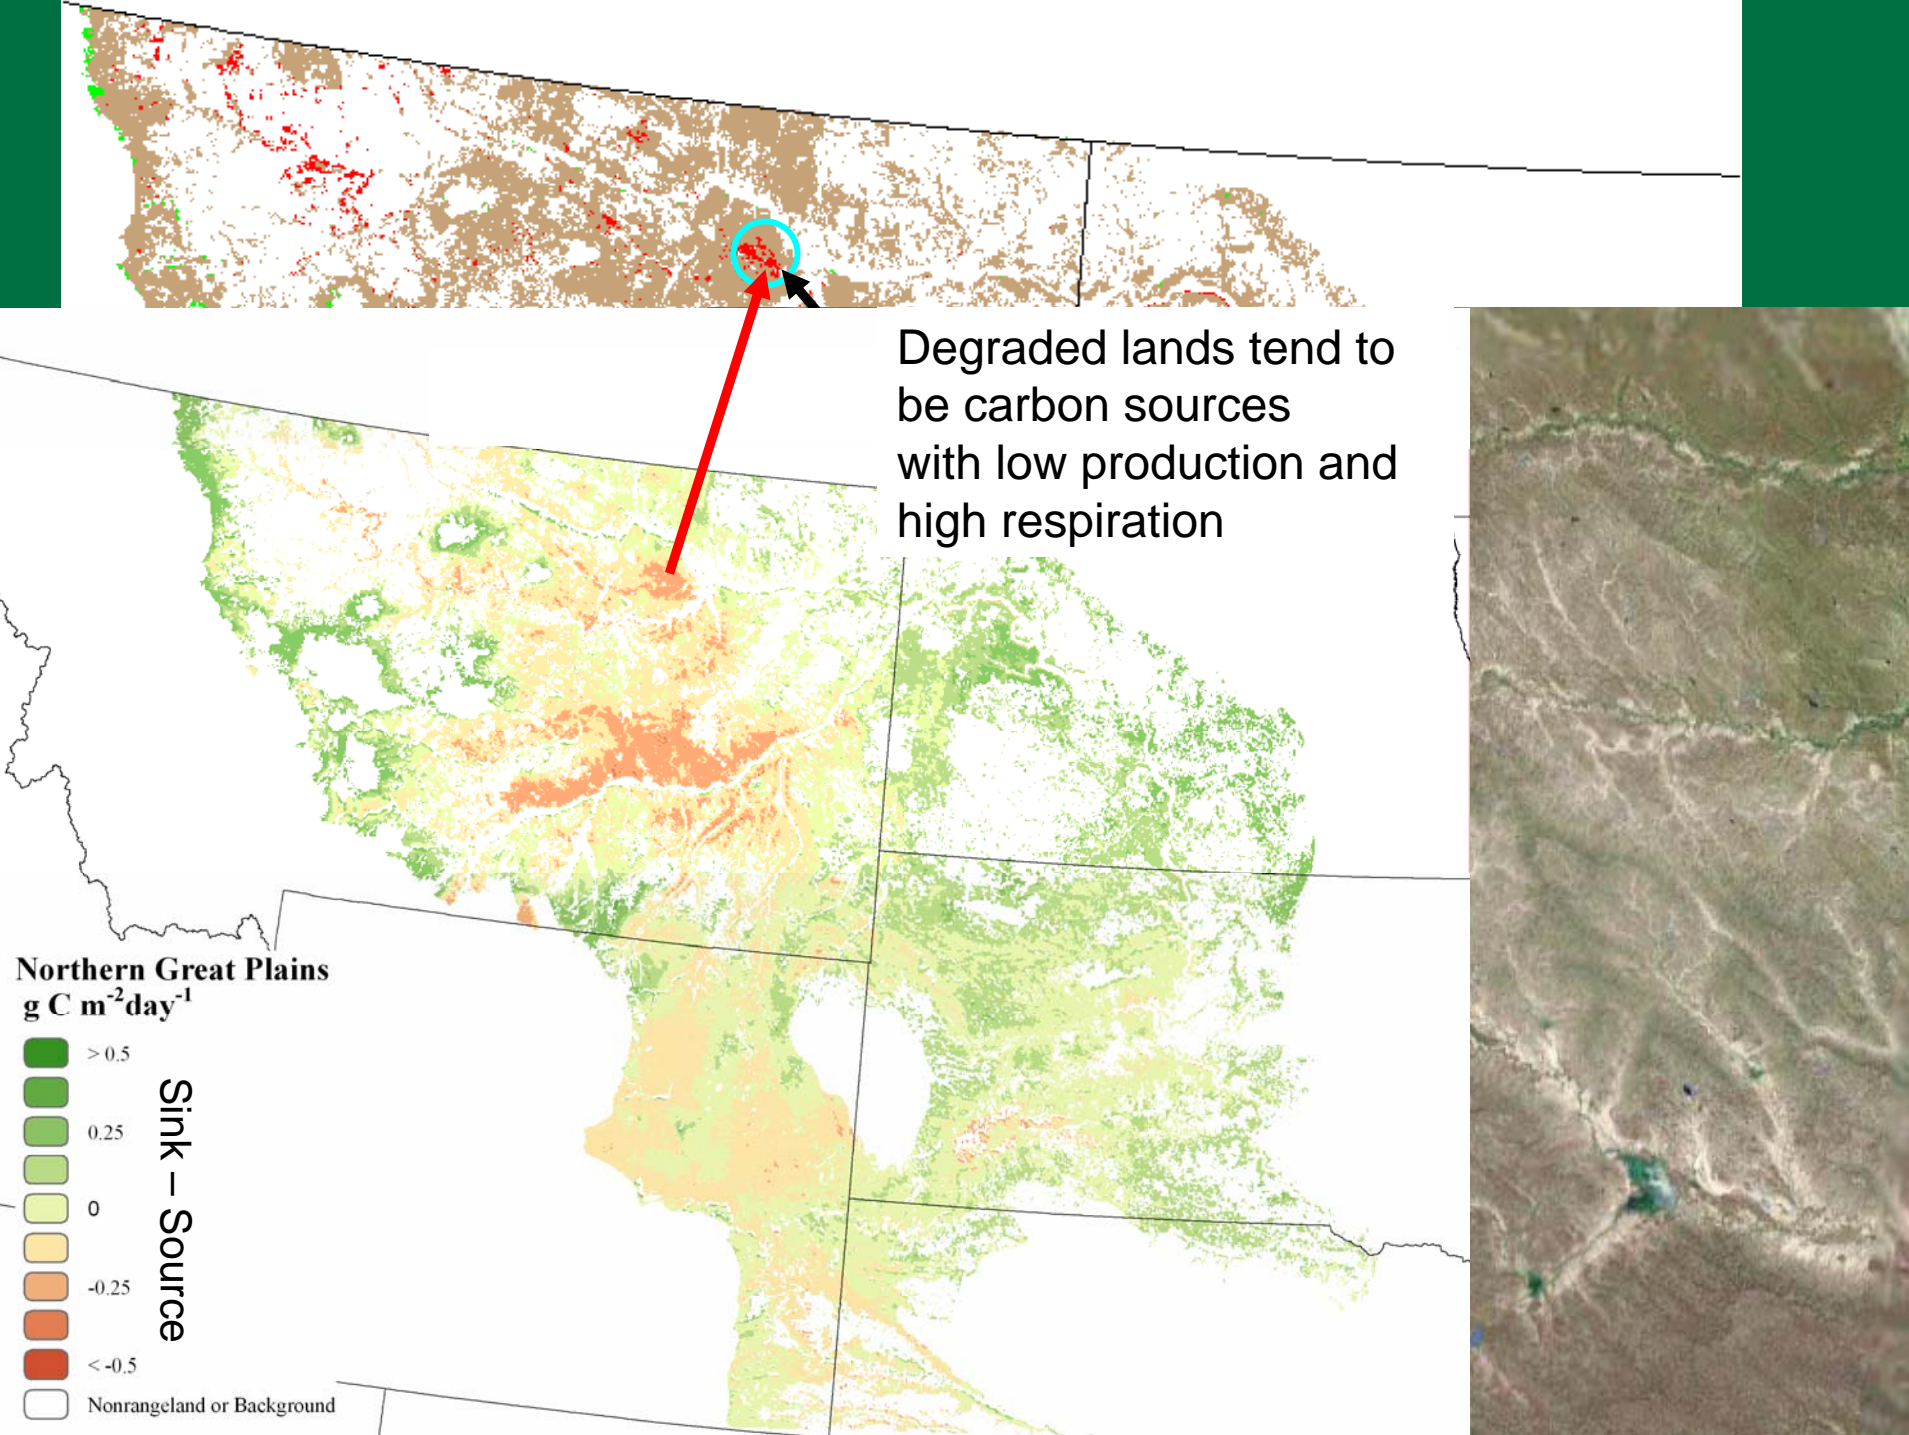 Degraded lands tend to
be carbon sources
with low production and
high respiration
Northern Great Plains
g C m⁻²day⁻¹
> 0.5
0.25
0
-0.25
< -0.5
Nonrangeland or Background
Sink – Source